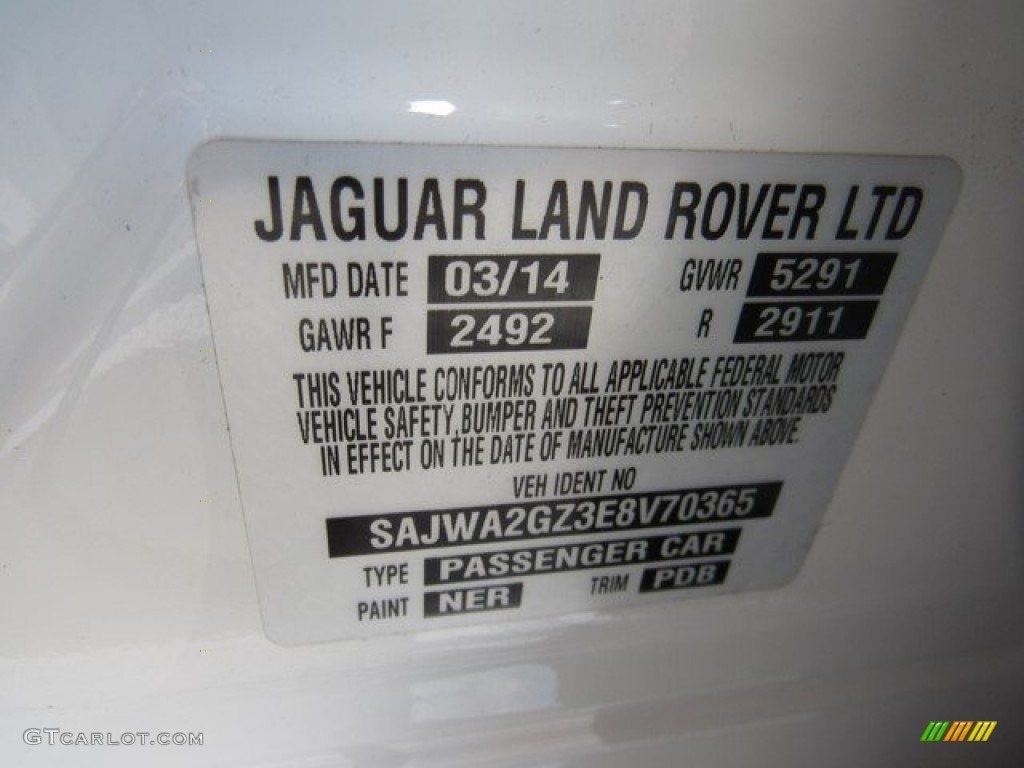 JAGUAR LAND ROVER LTD
MFD DATE 03/14 GVWR 5291
GAWR F 2492 R 2911
THIS VEHICLE CONFORMS TO ALL APPLICABLE FEDERAL MOTOR
VEHICLE SAFETY, BUMPER AND THEFT PREVENTION STANDARDS
IN EFFECT ON THE DATE OF MANUFACTURE SHOWN ABOVE.
VEH IDENT NO
SAJWA2GZ3E8V70365
TYPE PASSENGER CAR
PAINT NER TRIM PDB
GTCARLOT.COM